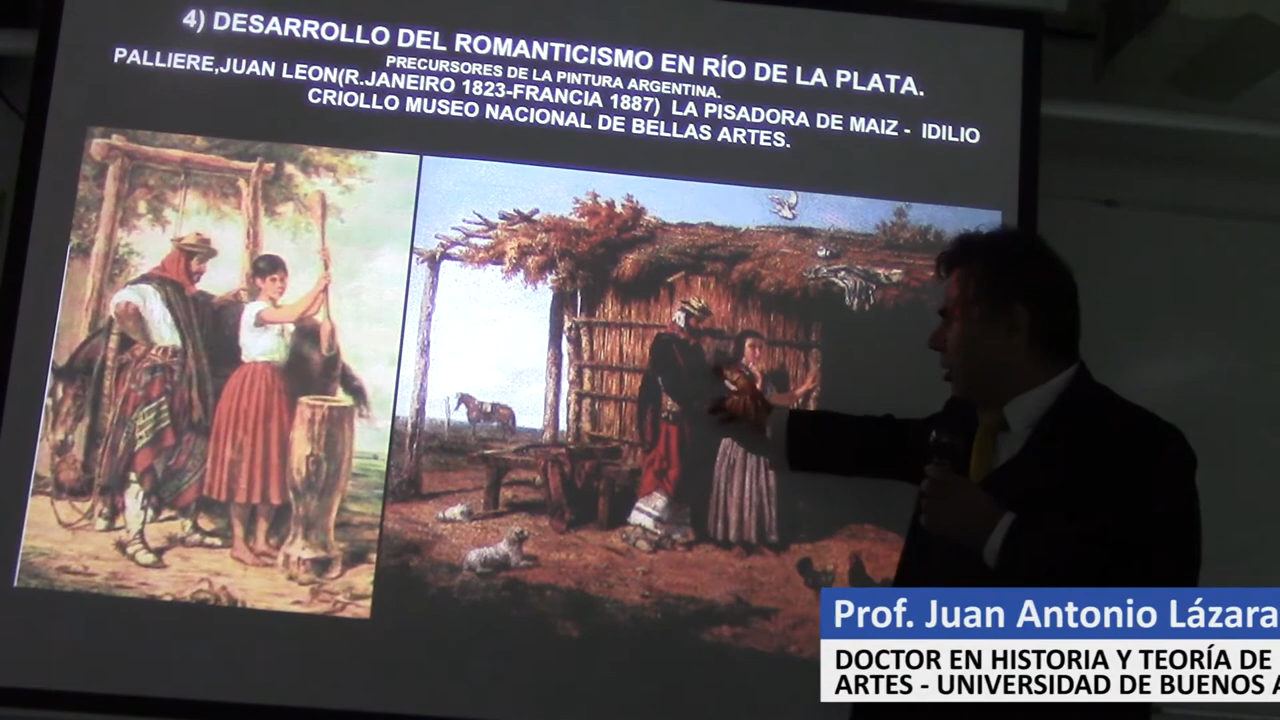 4) DESARROLLO DEL ROMANTICISMO EN RÍO DE LA PLATA.
PRECURSORES DE LA PINTURA ARGENTINA.
PALLIERE,JUAN LEON(R.JANEIRO 1823-FRANCIA 1887) LA PISADORA DE MAIZ - IDILIO
CRIOLLO MUSEO NACIONAL DE BELLAS ARTES.
Prof. Juan Antonio Lázara
DOCTOR EN HISTORIA Y TEORÍA DE
ARTES - UNIVERSIDAD DE BUENOS A